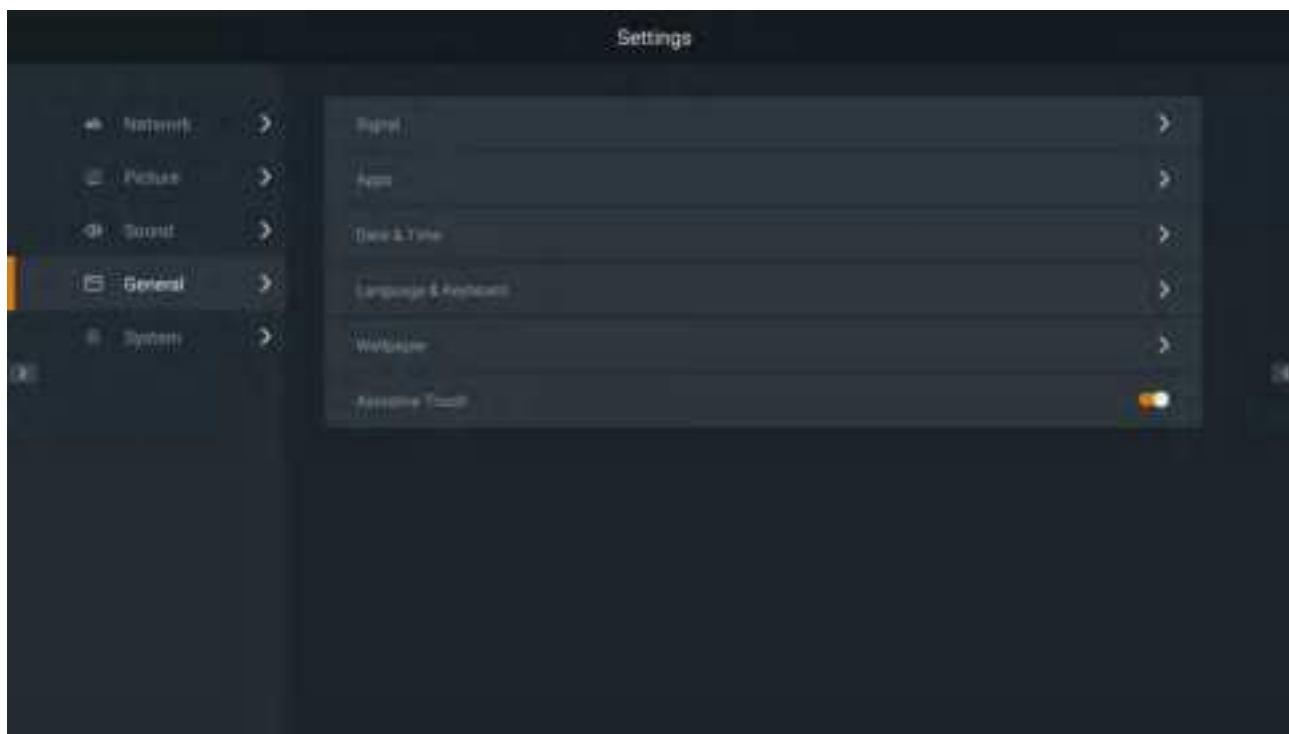 Settings
Network
Picture
Sound
General
System
Signal
Apps
Date & Time
Language & Keyboard
Wallpaper
Assistive Touch